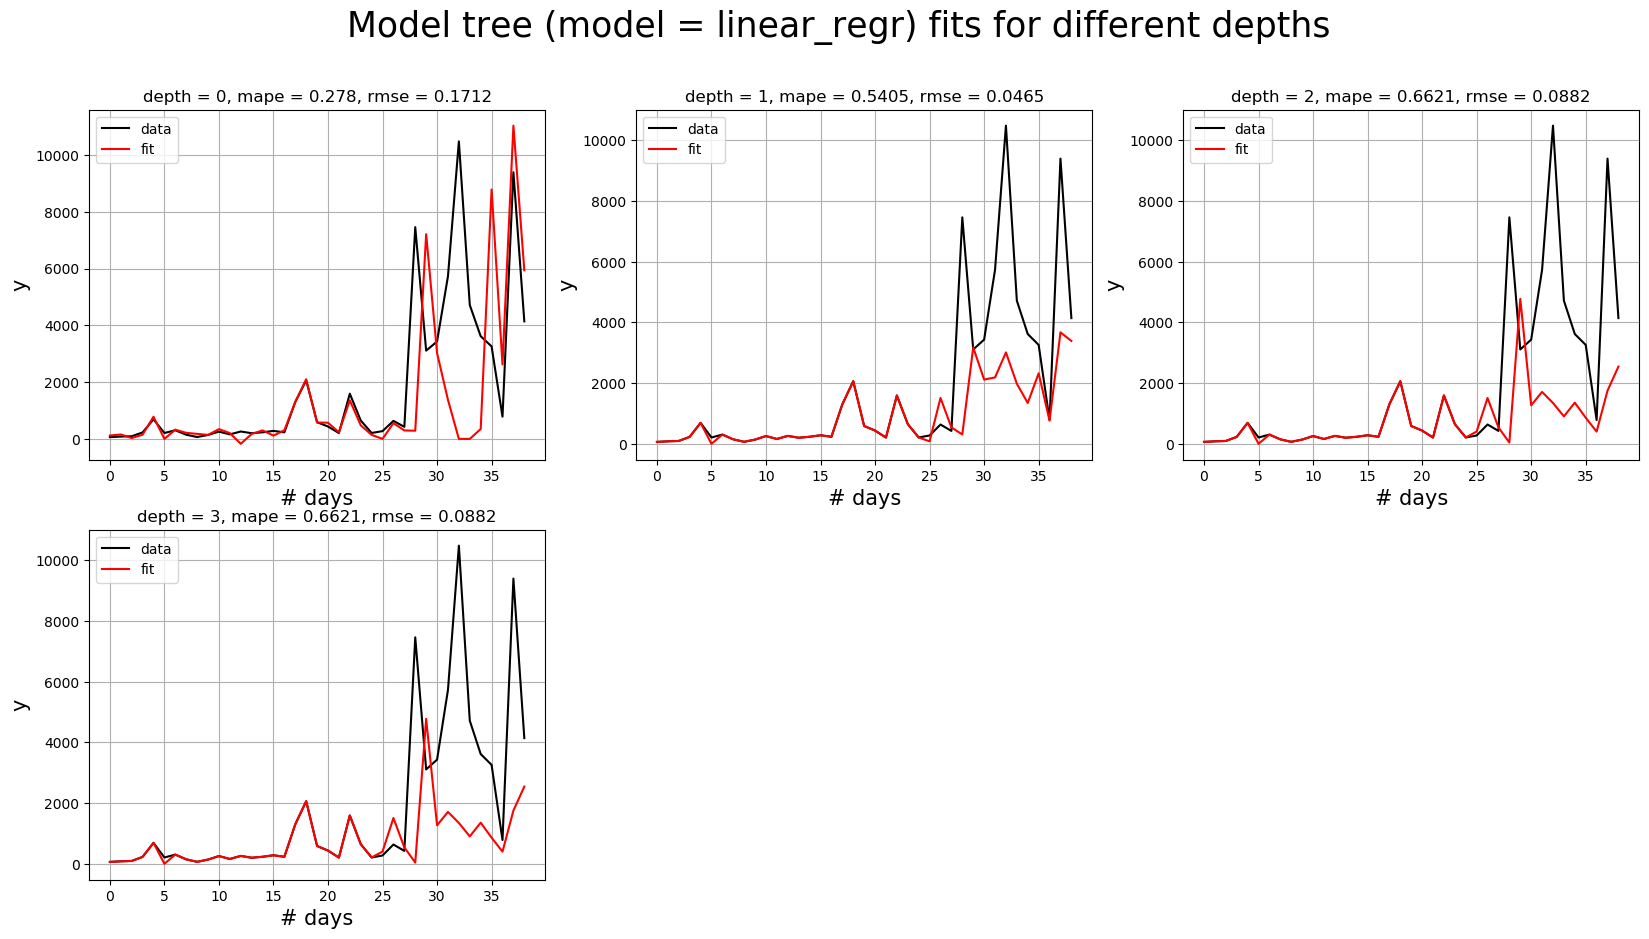 Model tree (model = linear_regr) fits for different depths
depth = 0, mape = 0.278, rmse = 0.1712
data
fit
y
10000
8000
6000
4000
2000
0
0 5 10 15 20 25 30 35
# days
depth = 1, mape = 0.5405, rmse = 0.0465
data
fit
y
10000
8000
6000
4000
2000
0
0 5 10 15 20 25 30 35
# days
depth = 2, mape = 0.6621, rmse = 0.0882
data
fit
y
10000
8000
6000
4000
2000
0
0 5 10 15 20 25 30 35
# days
depth = 3, mape = 0.6621, rmse = 0.0882
data
fit
y
10000
8000
6000
4000
2000
0
0 5 10 15 20 25 30 35
# days